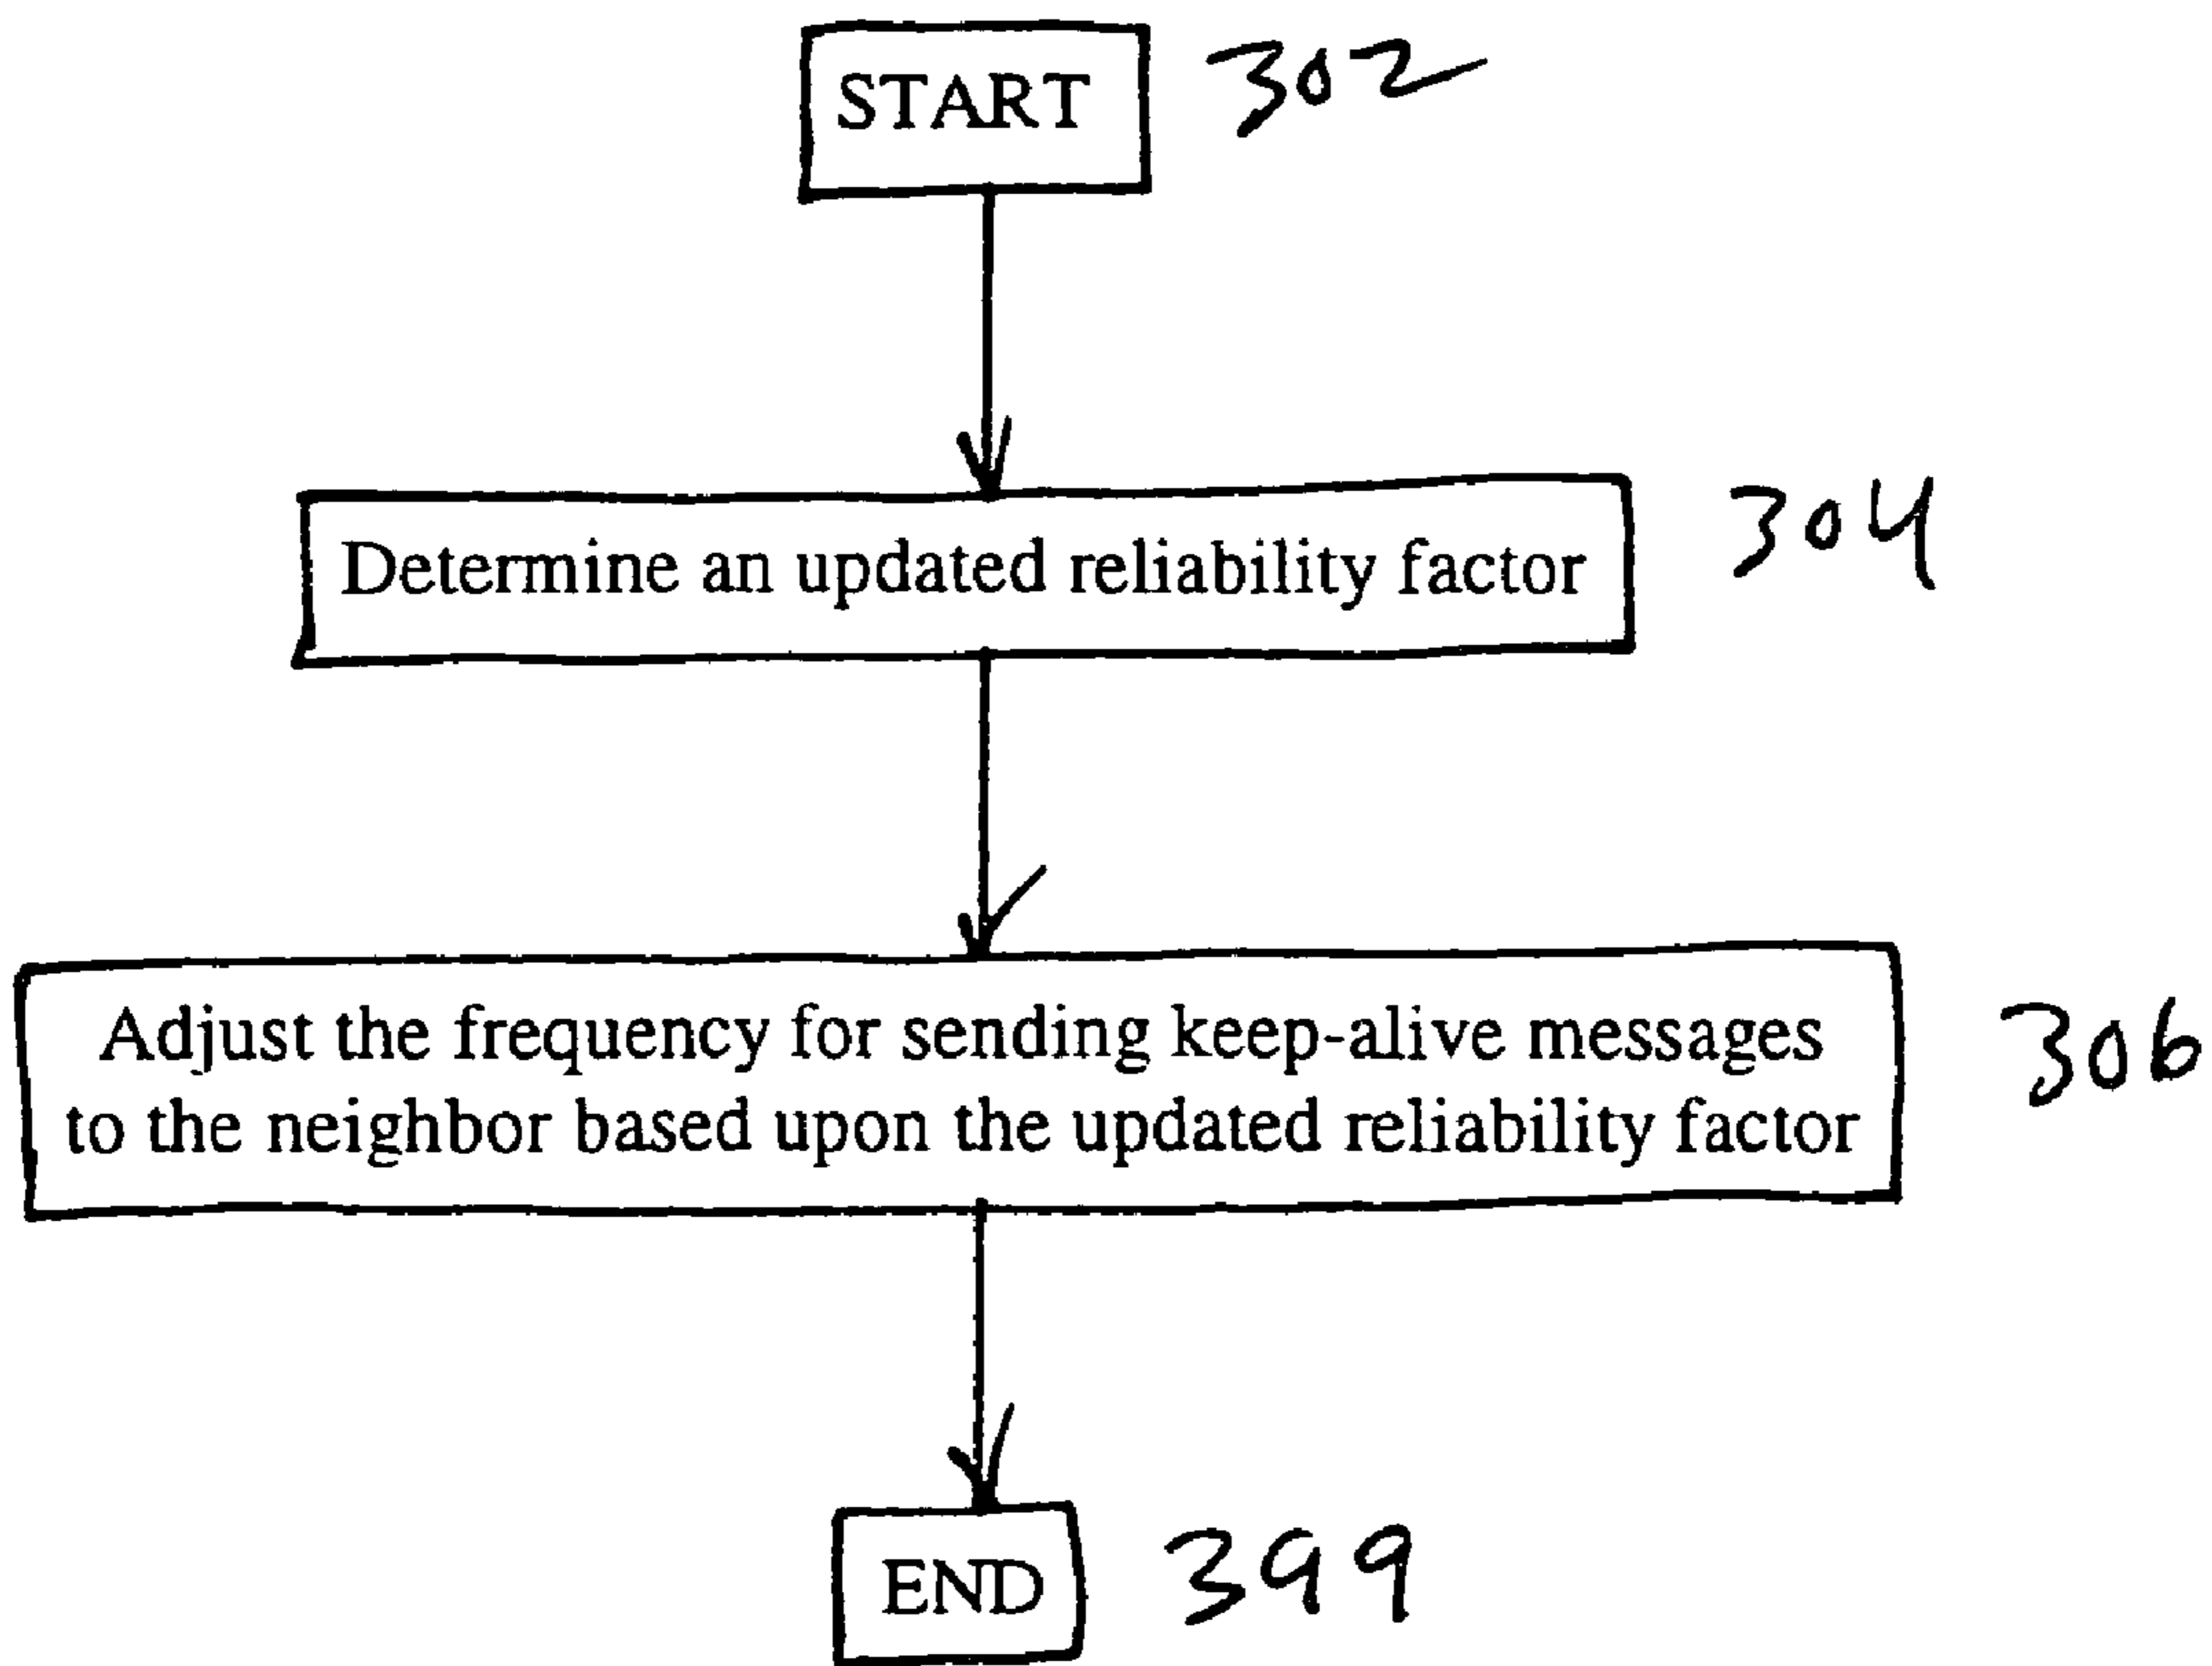 START 302
Determine an updated reliability factor 304
Adjust the frequency for sending keep-alive messages
to the neighbor based upon the updated reliability factor
306
END 399